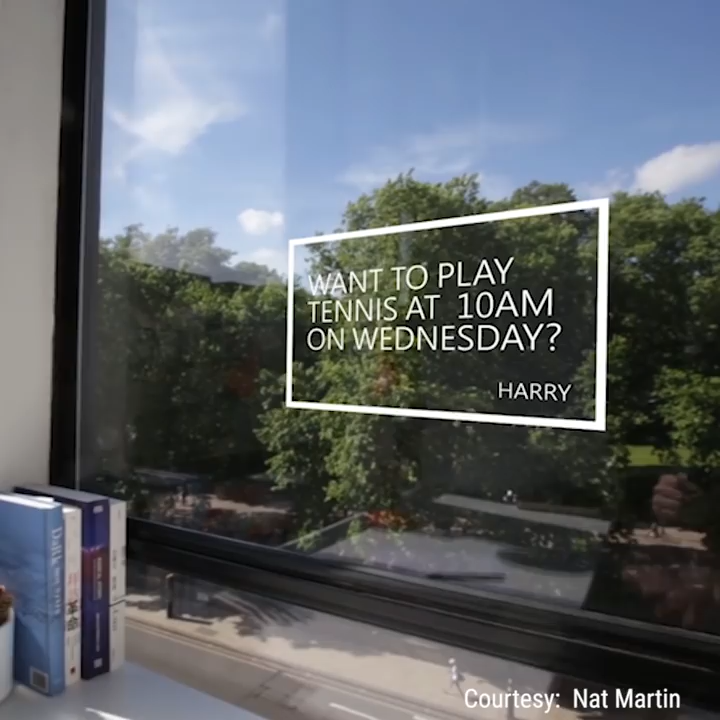 WANT TO PLAY
TENNIS AT 10AM
ON WEDNESDAY?
HARRY
Courtesy: Nat Martin